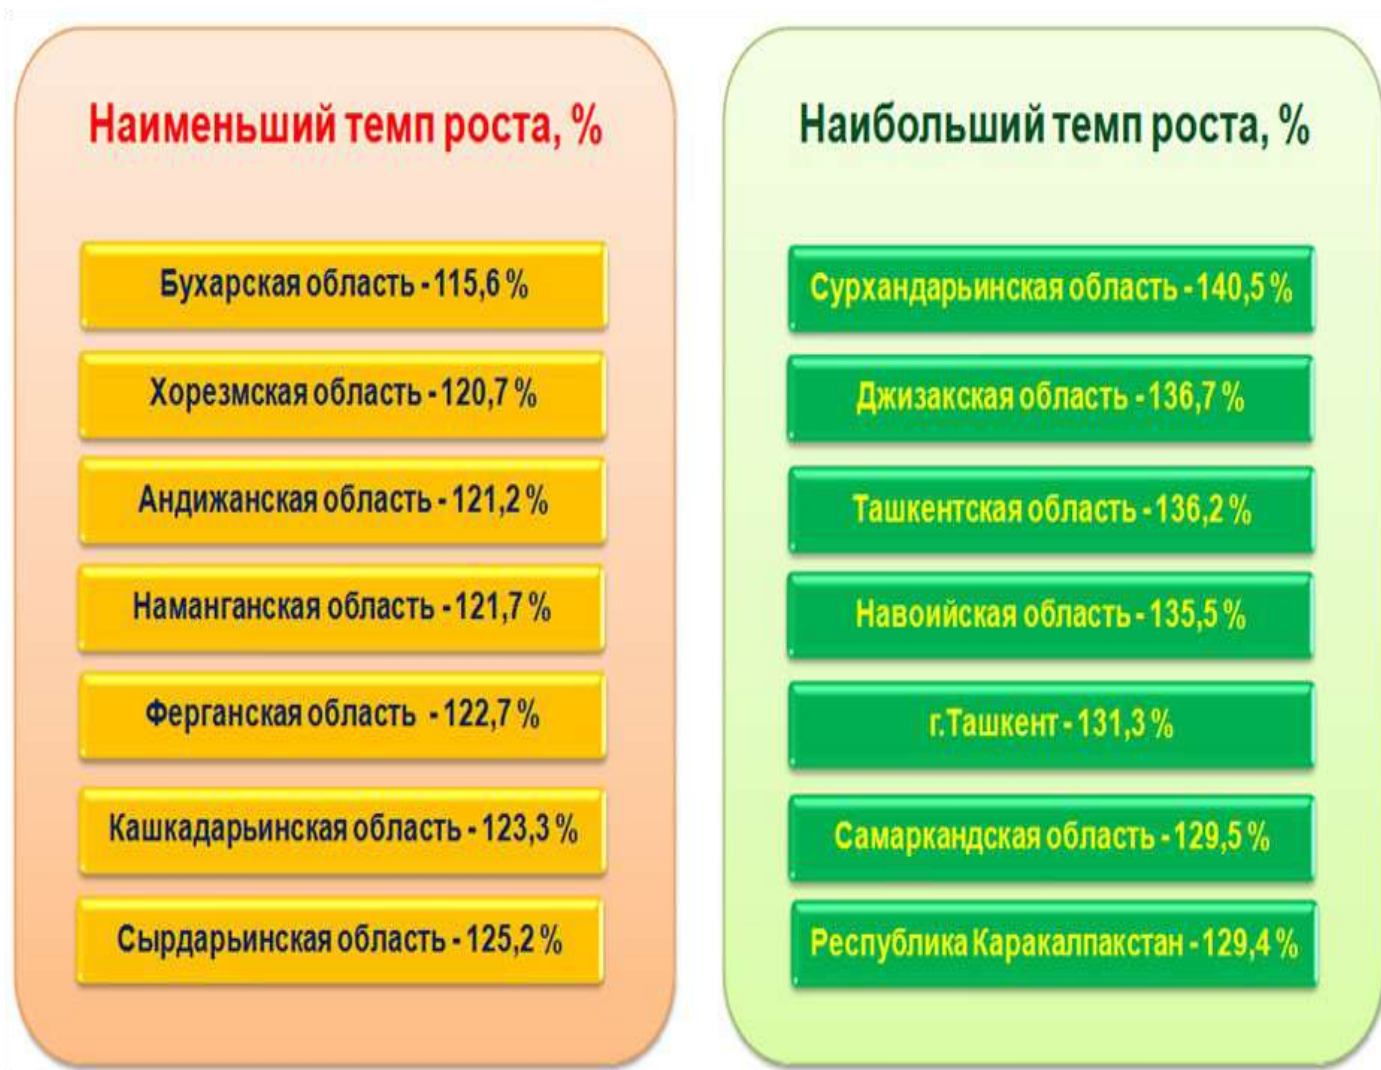 Наименьший темп роста, %
Бухарская область - 115,6 %
Хорезмская область - 120,7 %
Андижанская область - 121,2 %
Наманганская область - 121,7 %
Ферганская область - 122,7 %
Кашкадарьинская область - 123,3 %
Сырдарьинская область - 125,2 %
Наибольший темп роста, %
Сурхандарьинская область - 140,5 %
Джизакская область - 136,7 %
Ташкентская область - 136,2 %
Навоийская область - 135,5 %
г.Ташкент - 131,3 %
Самаркандская область - 129,5 %
Республика Каракалпакстан - 129,4 %